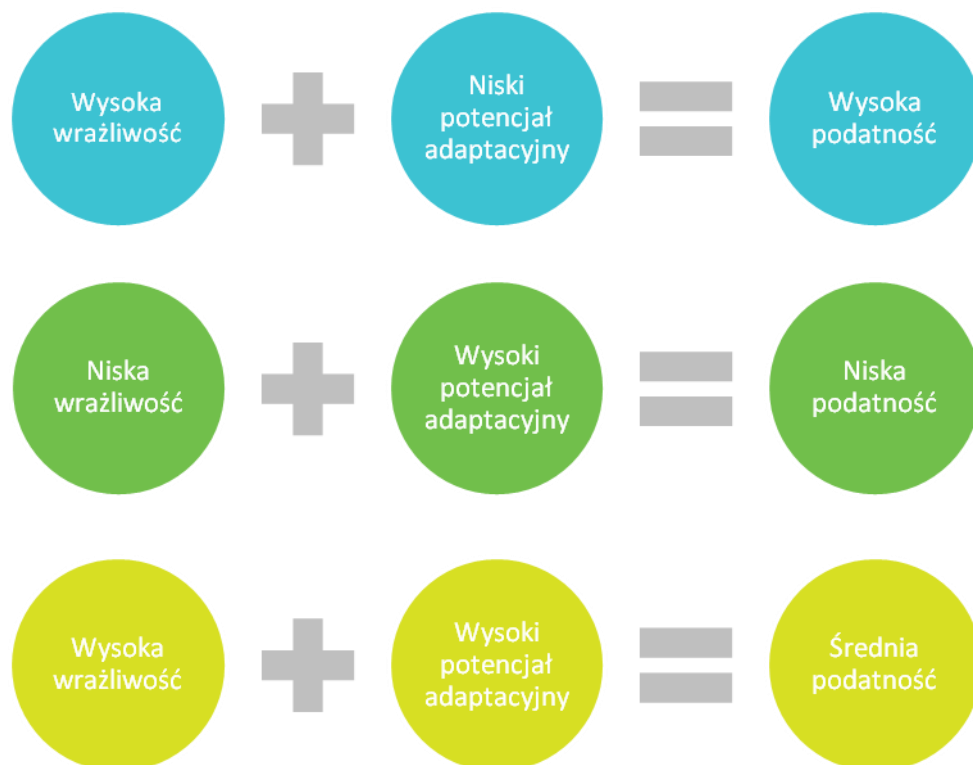 Wysoka
wrażliwość
Niski
potencjał
adaptacyjny
Wysoka
podatność
Niska
wrażliwość
Wysoki
potencjał
adaptacyjny
Niska
podatność
Wysoka
wrażliwość
Wysoki
potencjał
adaptacyjny
Średnia
podatność